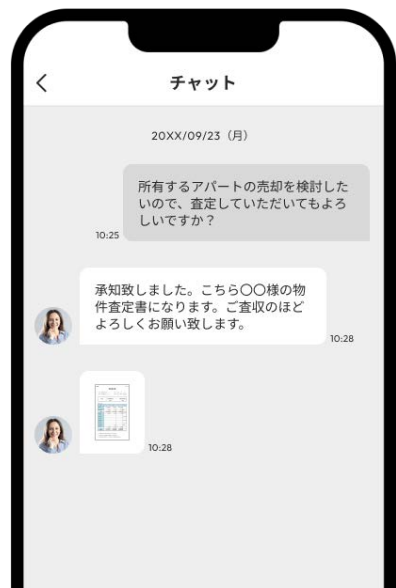 チャット
20XX/09/23（月）
所有するアパートの売却を検討した
いので、査定していただいてもよろ
しいですか？
10:25
承知致しました。こちら〇〇様の物
件査定書になります。ご査収のほど
よろしくお願い致します。
10:28
10:28